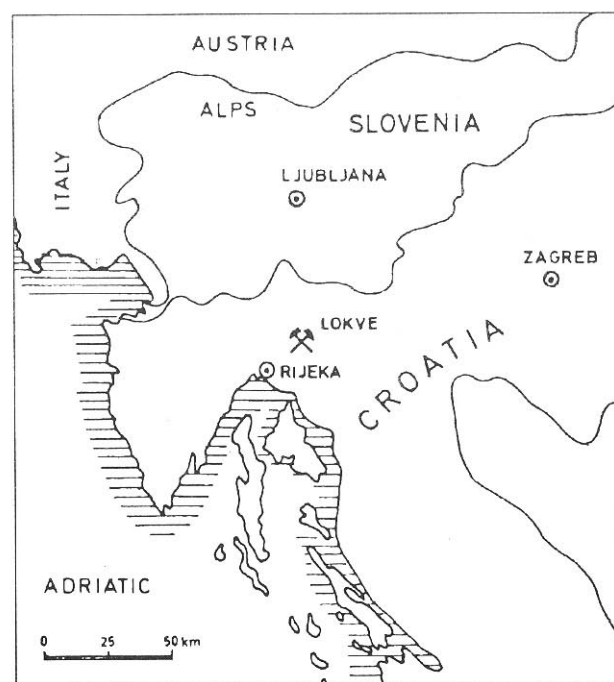 AUSTRIA
ALPS
SLOVENIA
ITALY
LJUBLJANA
ZAGREB
LOKVE
RIJEKA
CROATIA
ADRIATIC
0 25 50 km